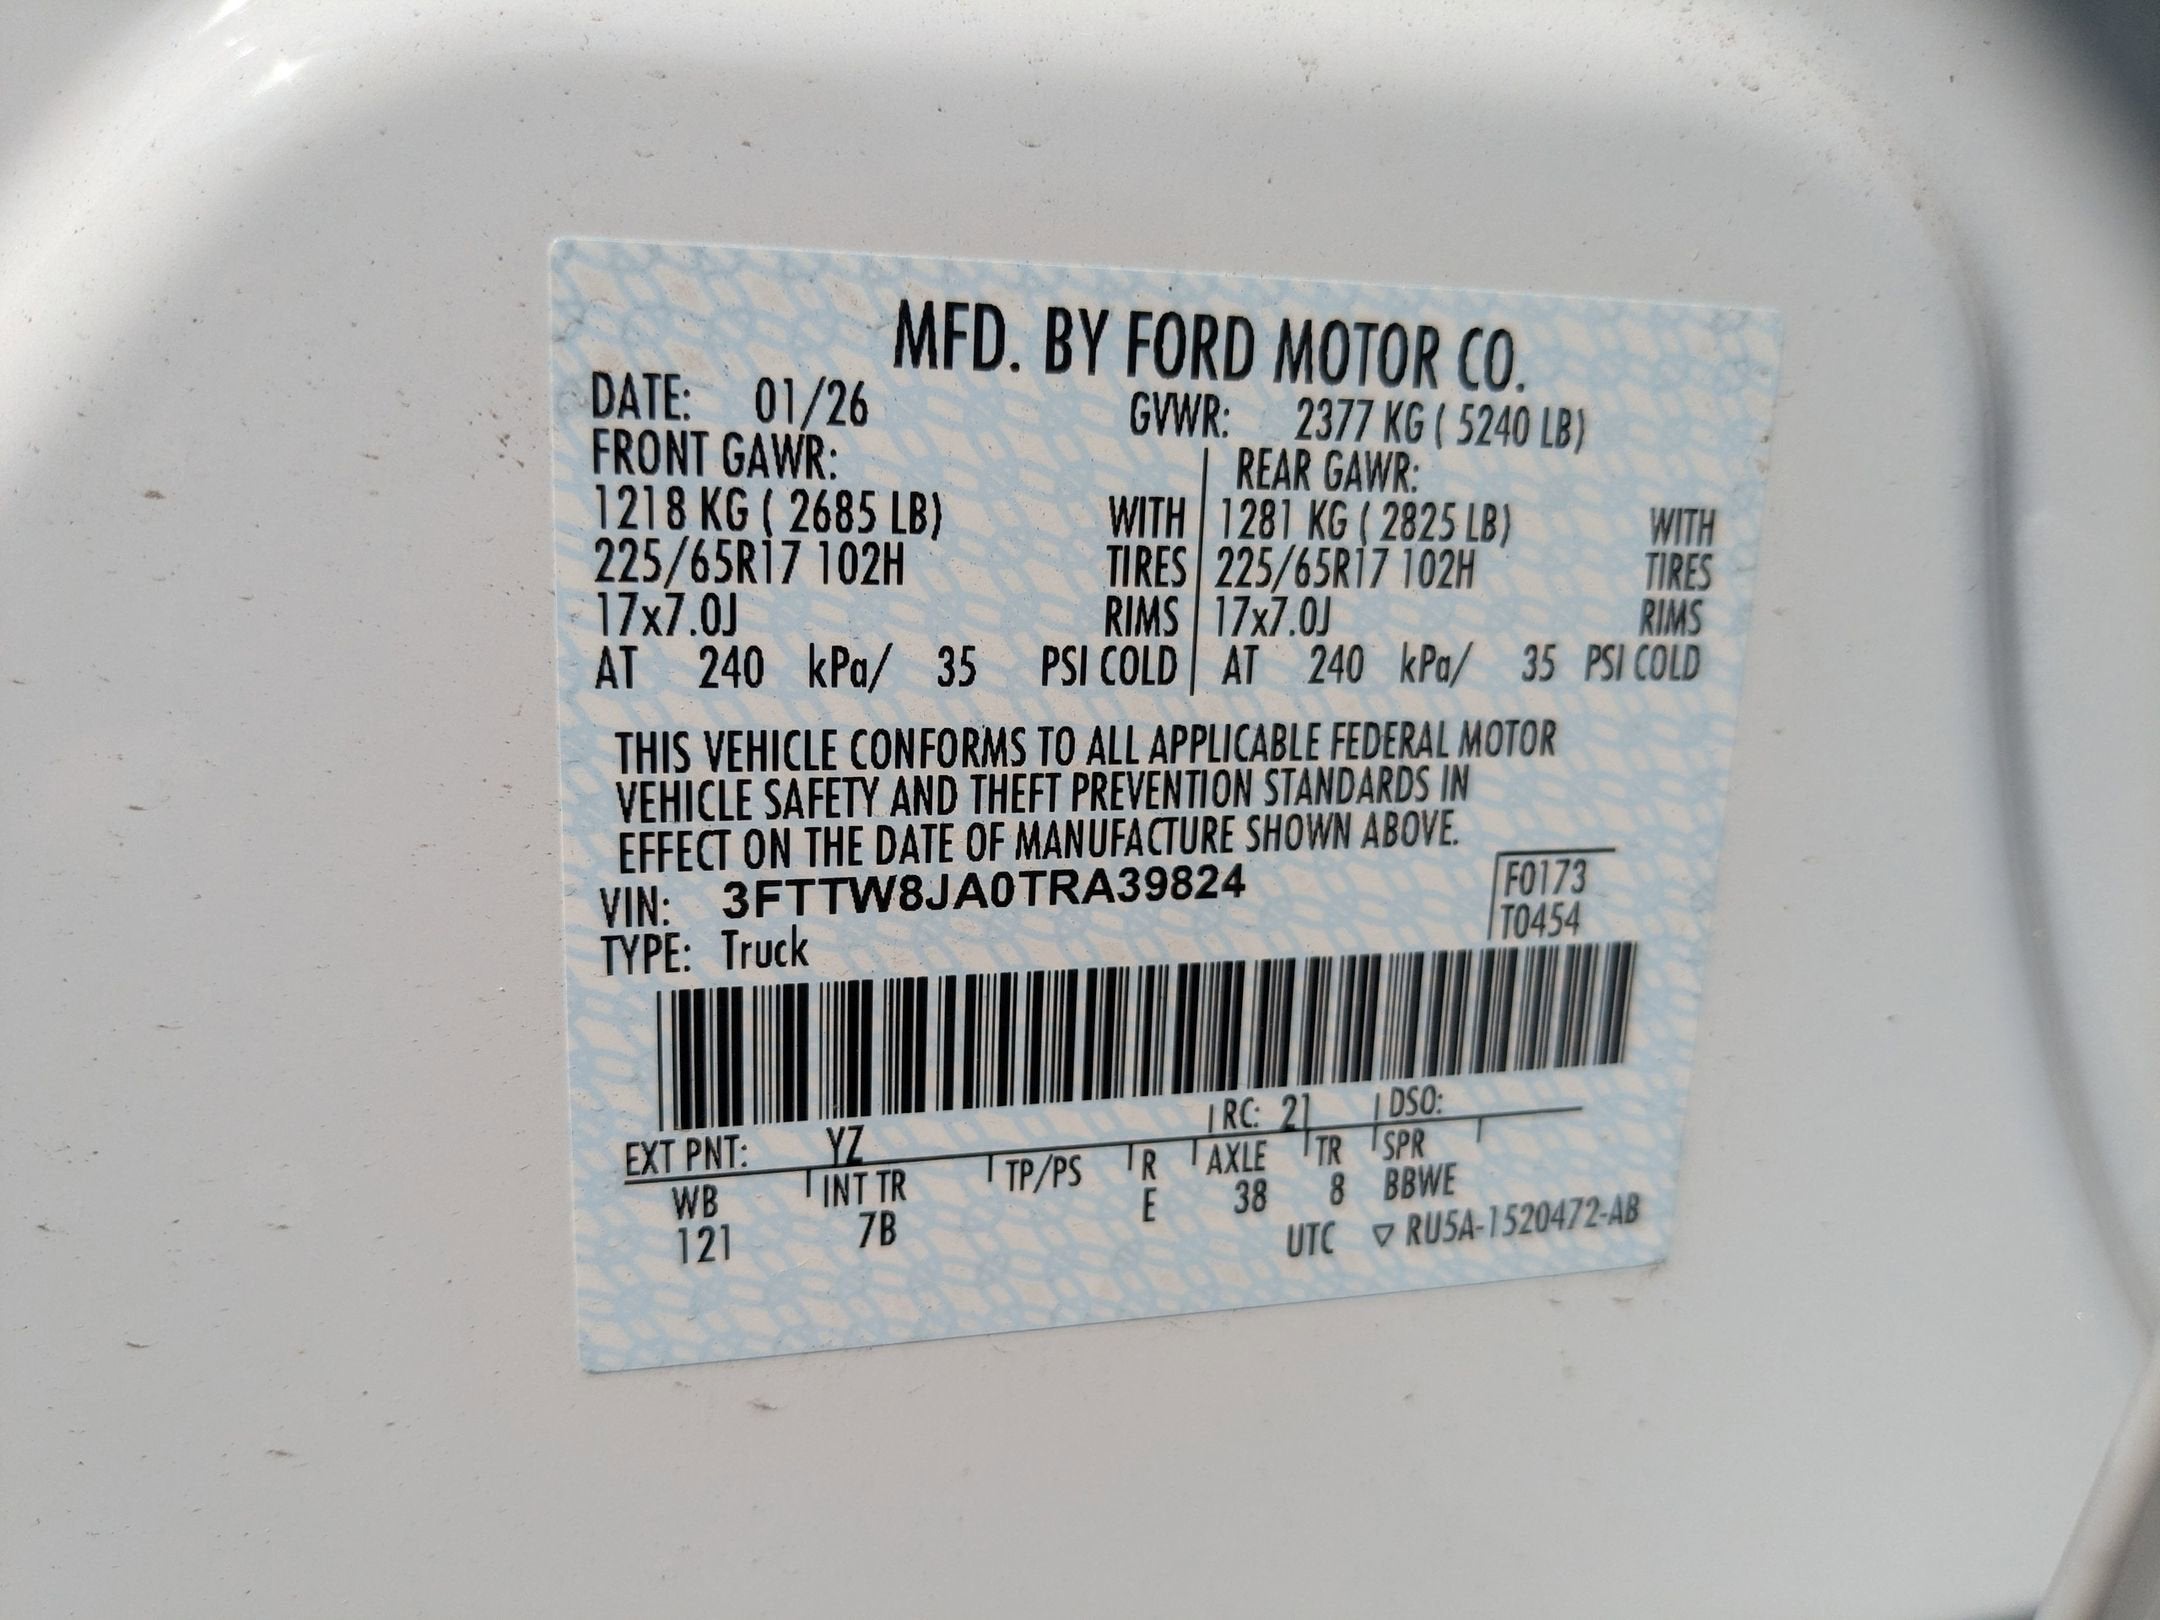 MFD. BY FORD MOTOR CO.
DATE: 01/26 GVWR: 2377 KG ( 5240 LB)
FRONT GAWR: REAR GAWR:
1218 KG ( 2685 LB) WITH 1281 KG ( 2825 LB) WITH
225/65R17 102H TIRES 225/65R17 102H TIRES
17x7.0J RIMS 17x7.0J RIMS
AT 240 kPa/ 35 PSI COLD AT 240 kPa/ 35 PSI COLD
THIS VEHICLE CONFORMS TO ALL APPLICABLE FEDERAL MOTOR
VEHICLE SAFETY AND THEFT PREVENTION STANDARDS IN
EFFECT ON THE DATE OF MANUFACTURE SHOWN ABOVE.
VIN: 3FTTW8JA0TRA39824 F0173
TYPE: Truck T0454
EXT PNT: YZ RC: 21 DSO:
WB INT TR TP/PS R AXLE TR SPR
121 7B E 38 8 BBWE
UTC ▽ RU5A-1520472-AB